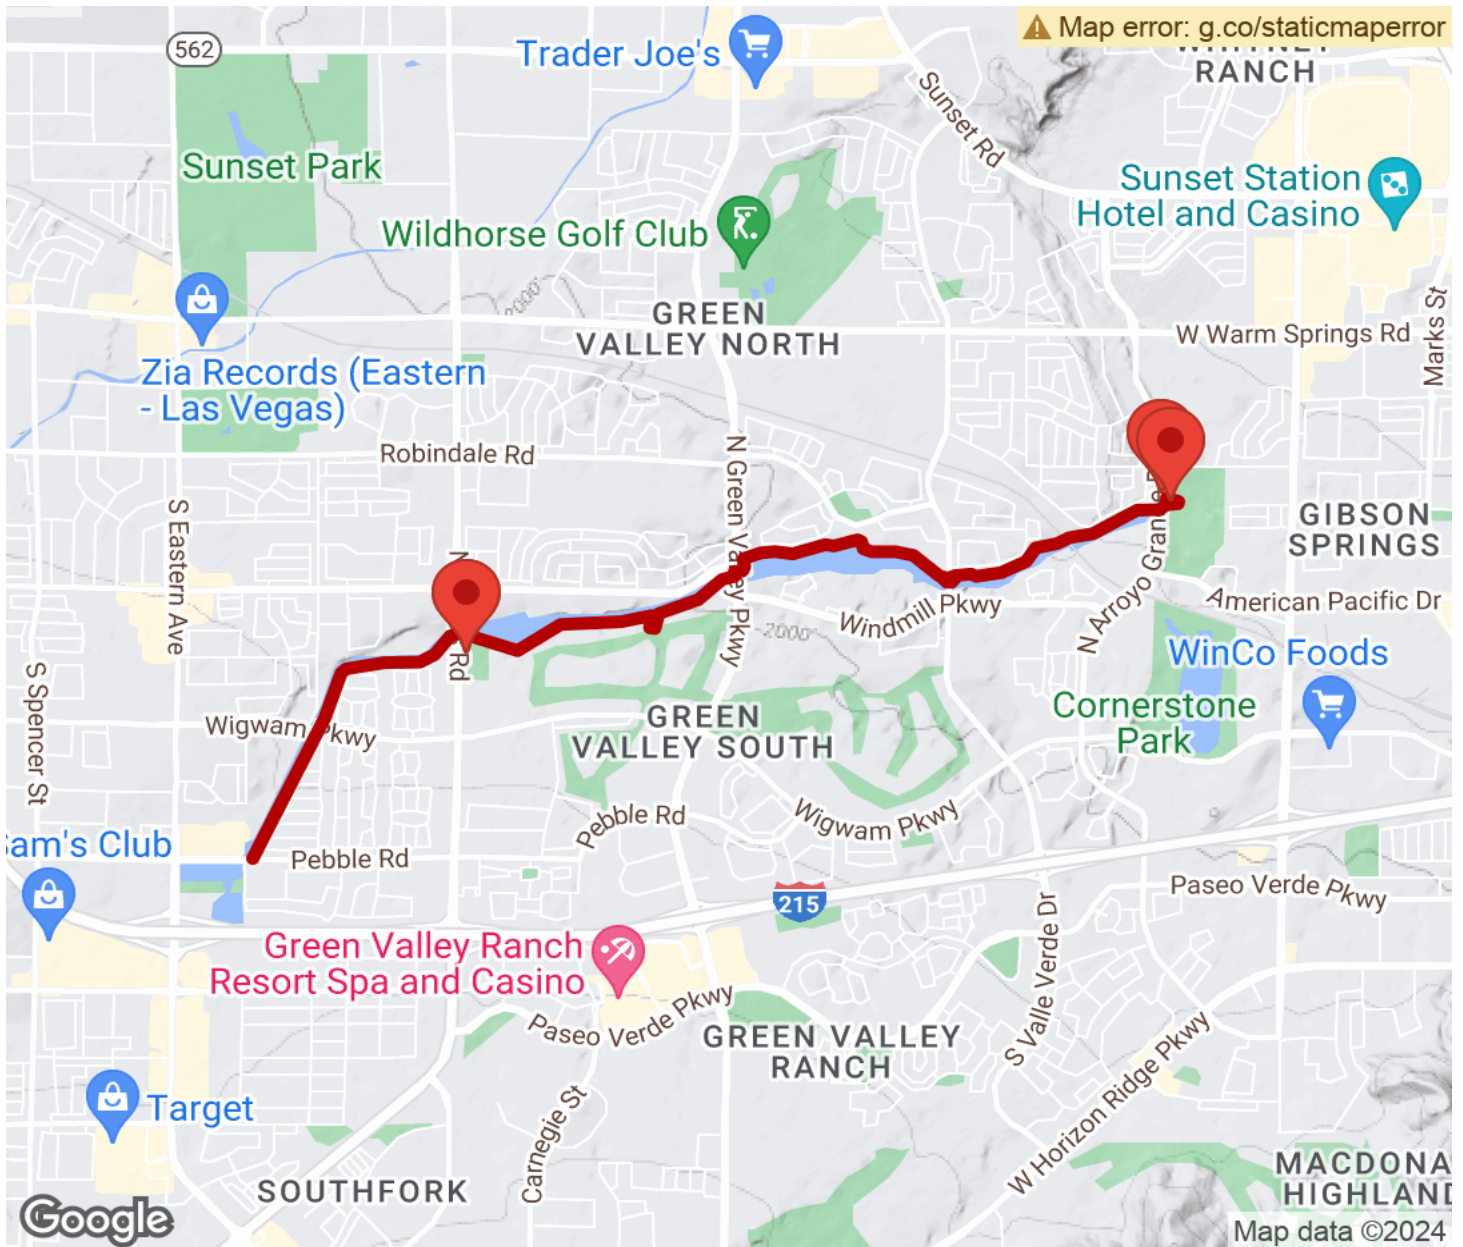 Map error: g.co/staticmaperror
562
Trader Joe's
RANCH
Sunset Rd
Sunset Park
Sunset Station
Hotel and Casino
Wildhorse Golf Club
2000'
GREEN
VALLEY NORTH
W Warm Springs Rd
Marks St
Zia Records (Eastern
- Las Vegas)
Robindale Rd
S Eastern Ave
N Green Valley Pkwy
GIBSON
SPRINGS
N Arroyo Grande
American Pacific Dr
Windmill Pkwy
2000'
N
Rd
WinCo Foods
S Spencer St
Wigwam Pkwy
GREEN
VALLEY SOUTH
Cornerstone
Park
Pebble Rd
Wigwam Pkwy
Sam's Club
Pebble Rd
215
Paseo Verde Pkwy
Green Valley Ranch
Resort Spa and Casino
S Valle Verde Dr
Paseo Verde Pkwy
GREEN VALLEY
RANCH
W Horizon Ridge Pkwy
Carnegie St
Target
SOUTHFORK
MACDONA
HIGHLAND
Google
Map data ©2024